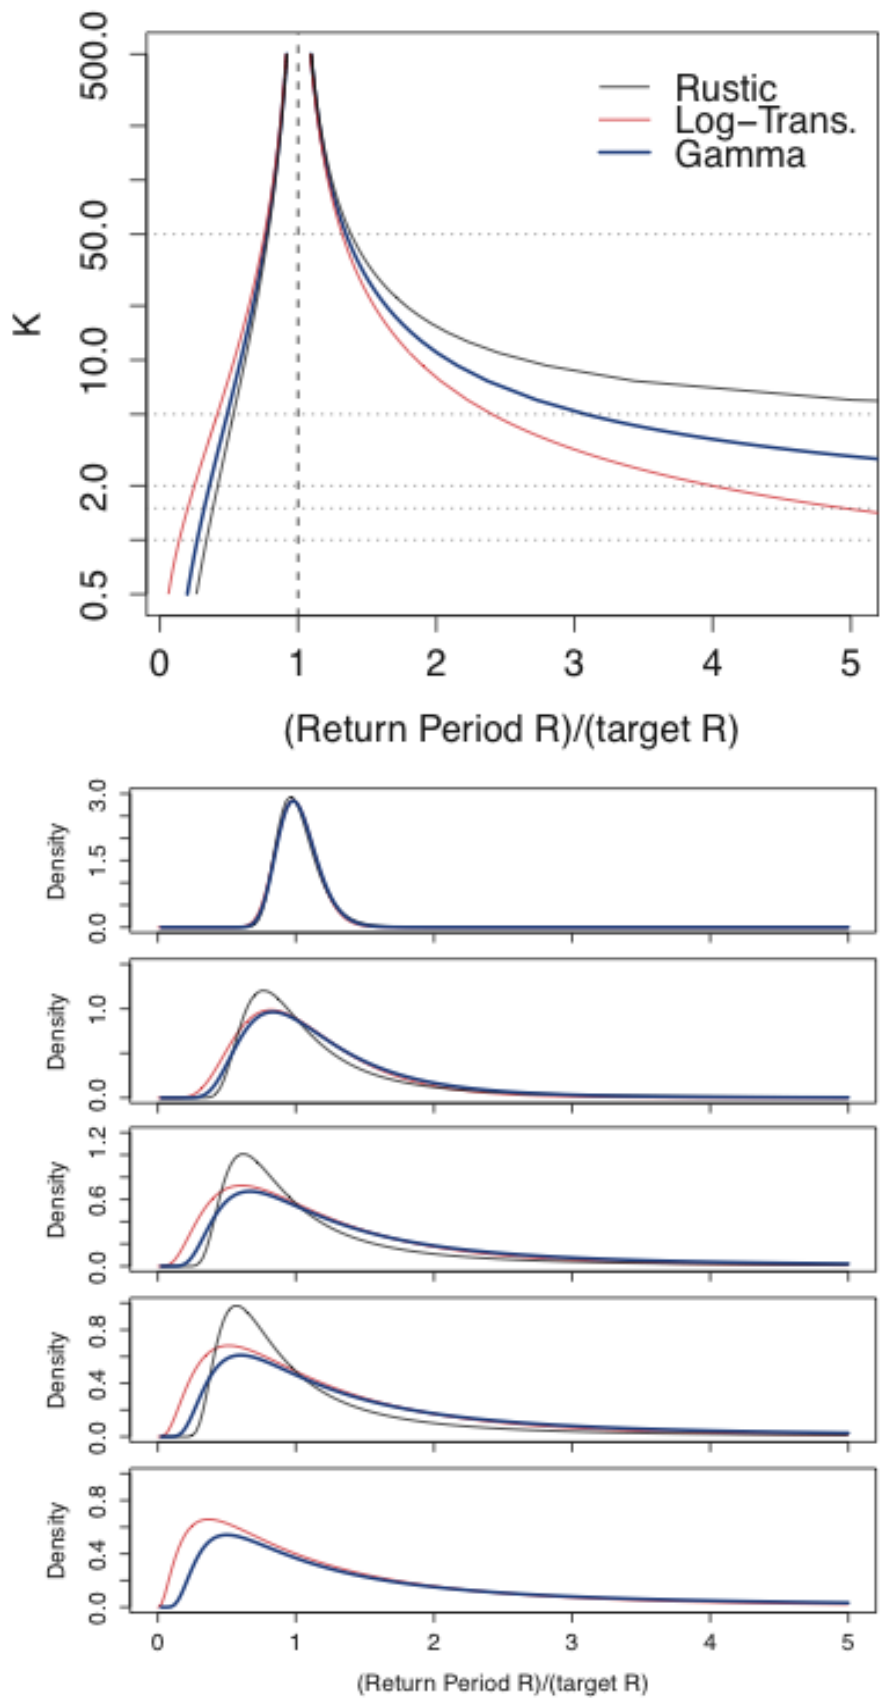 500.0
50.0
10.0
2.0
0.5
K
Rustic
Log−Trans.
Gamma
0 1 2 3 4 5
(Return Period R)/(target R)
Density
3.0
1.5
0.0
Density
1.0
0.0
Density
1.2
0.6
0.0
Density
0.8
0.4
0.0
Density
0.8
0.4
0.0
0 1 2 3 4 5
(Return Period R)/(target R)